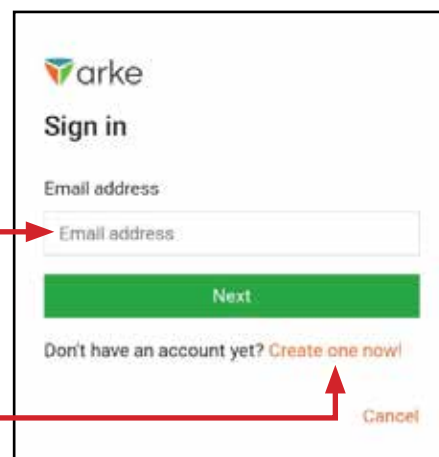 arke
Sign in
Email address
Email address
Next
Don't have an account yet? Create one now!
Cancel